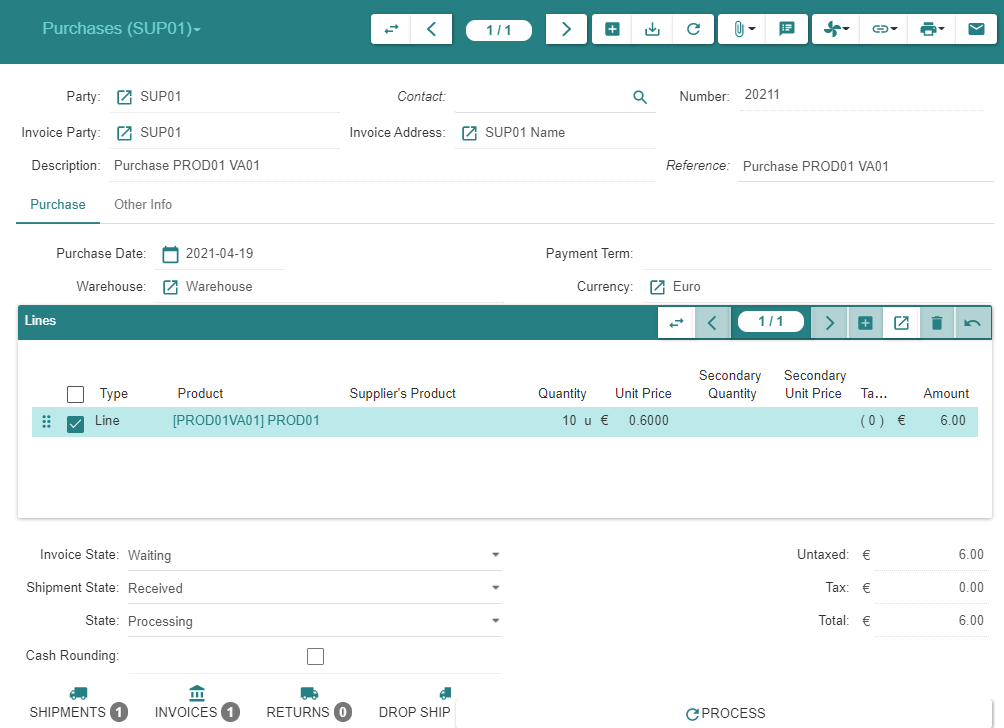 Purchases (SUP01)
1 / 1
Party: SUP01 Contact: Number: 20211
Invoice Party: SUP01 Invoice Address: SUP01 Name
Description: Purchase PROD01 VA01 Reference: Purchase PROD01 VA01
Purchase Other Info
Purchase Date: 2021-04-19 Payment Term:
Warehouse: Warehouse Currency: Euro
Lines 1 / 1
Type Product Supplier's Product Quantity Unit Price Secondary Quantity Secondary Unit Price Ta... Amount
Line [PROD01VA01] PROD01 10 u € 0.6000 ( 0 ) € 6.00
Invoice State: Waiting Untaxed: € 6.00
Shipment State: Received Tax: € 0.00
State: Processing Total: € 6.00
Cash Rounding:
SHIPMENTS 1 INVOICES 1 RETURNS 0 DROP SHIP PROCESS